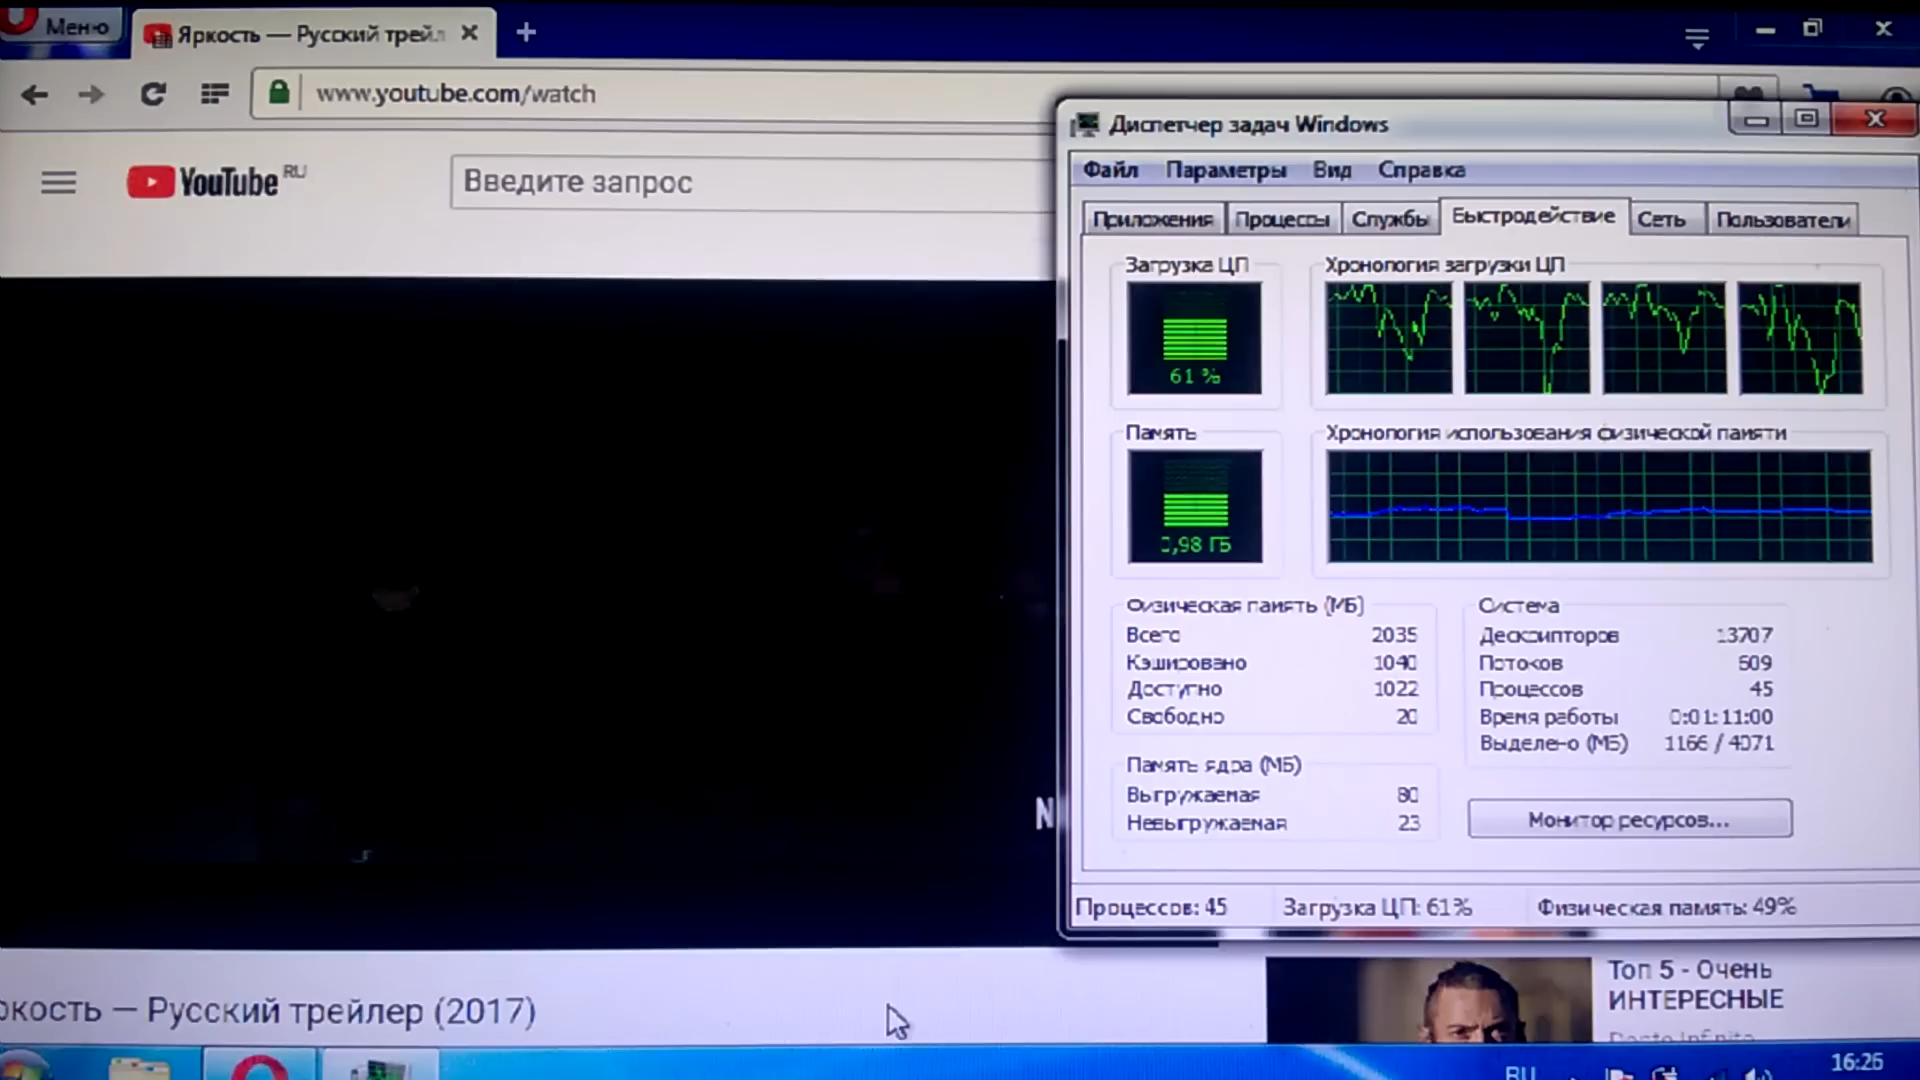 Меню
Яркость — Русский трейл
www.youtube.com/watch
YouTube RU
Введите запрос
Диспетчер задач Windows
Файл Параметры Вид Справка
Приложения Процессы Службы Быстродействие Сеть Пользователи
Загрузка ЦП
Хронология загрузки ЦП
61 %
Память
Хронология использования физической памяти
0,98 ГБ
Физическая память (МБ)
Всего 2035
Кэшировано 1040
Доступно 1022
Свободно 20
Система
Дескрипторов 13707
Потоков 609
Процессов 45
Время работы 0:01:11:00
Выделено (МБ) 1166 / 4071
Память ядра (МБ)
Выгружаемая 80
Невыгружаемая 23
Монитор ресурсов...
N
Процессов: 45 Загрузка ЦП: 61% Физическая память: 49%
ркость — Русский трейлер (2017)
Топ 5 - Очень
ИНТЕРЕСНЫЕ
RU
16:26